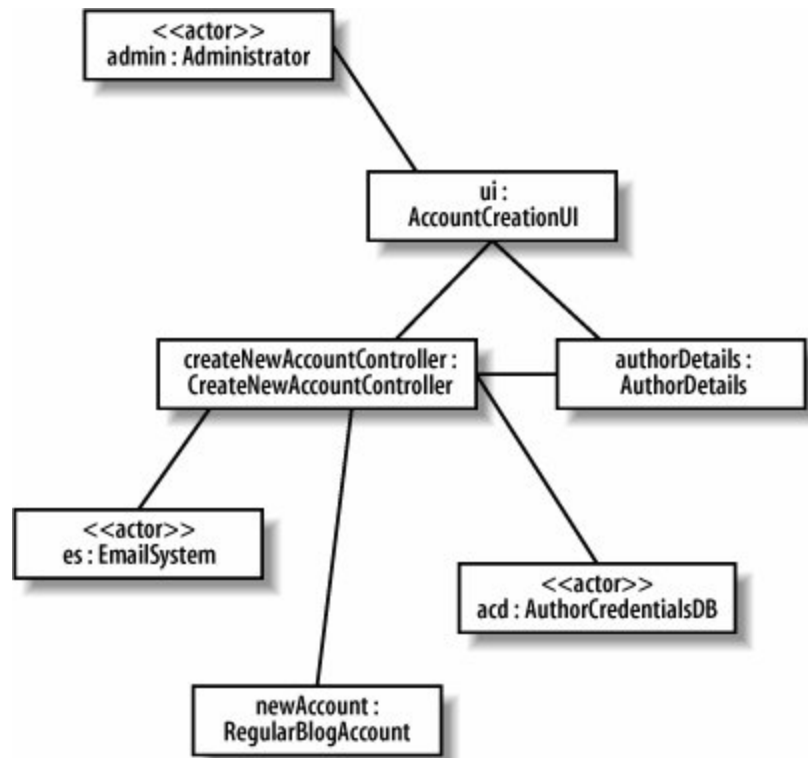 <<actor>>
admin : Administrator
ui :
AccountCreationUI
createNewAccountController :
CreateNewAccountController
authorDetails :
AuthorDetails
<<actor>>
es : EmailSystem
<<actor>>
acd : AuthorCredentialsDB
newAccount :
RegularBlogAccount